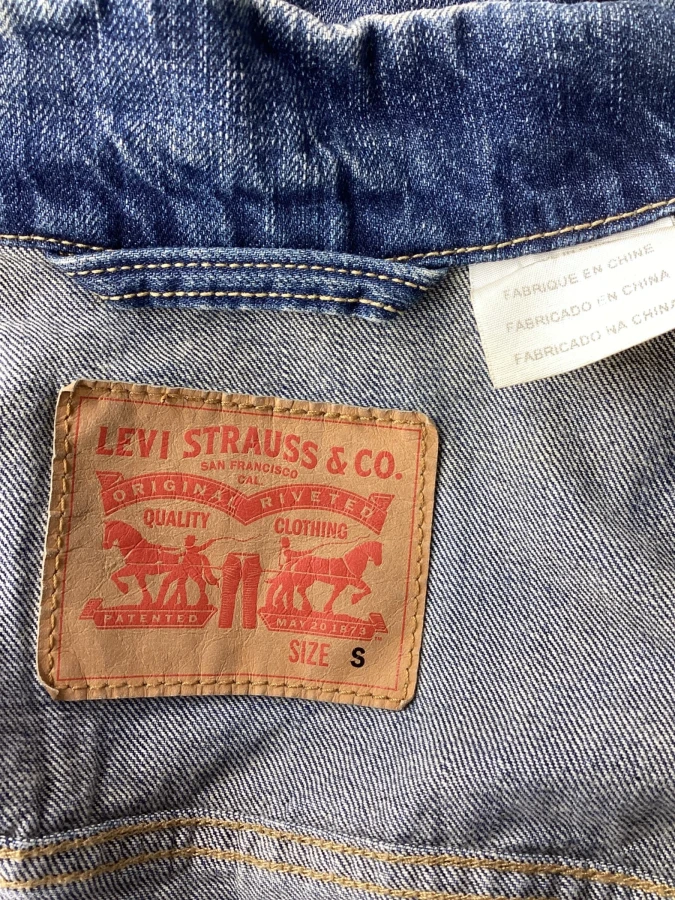 FABRIQUE EN CHINE
FABRICADO EN CHINA
FABRICADO NA CHINA
LEVI STRAUSS & CO.
SAN FRANCISCO
CAL.
ORIGINAL RIVETED
QUALITY CLOTHING
PATENTED MAY 20 1873
TM
SIZE S